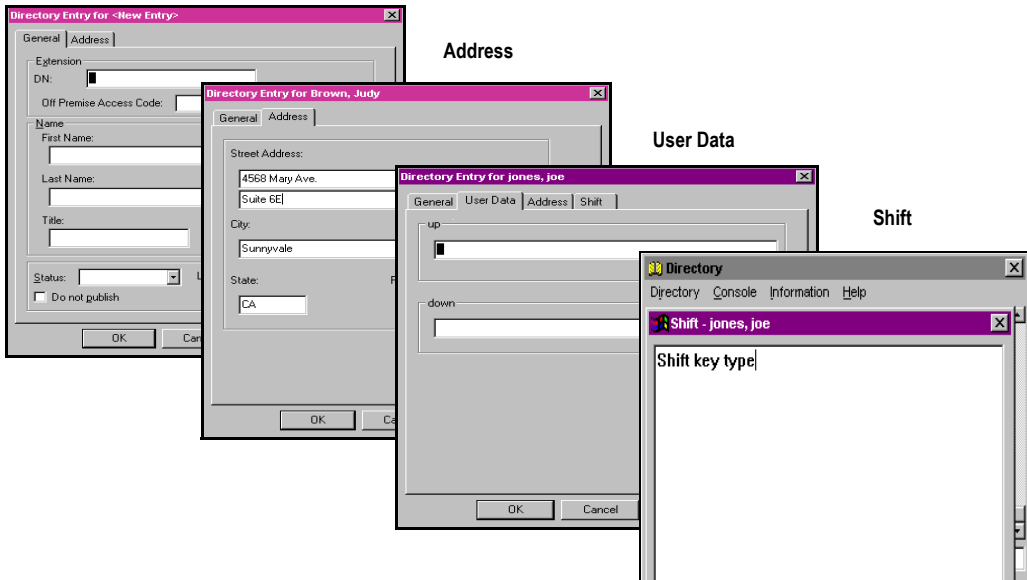 Directory Entry for <New Entry>
General Address
Extension
DN:
Off Premise Access Code:
Name
First Name:
Last Name:
Title:
Status:
Do not publish
OK
Address
Directory Entry for Brown, Judy
General Address
Street Address:
4568 Mary Ave.
Suite 6E
City:
Sunnyvale
State:
CA
OK
User Data
Directory Entry for jones, joe
General User Data Address Shift
up
down
OK Cancel
Shift
Directory
Directory Console Information Help
Shift - jones, joe
Shift key type